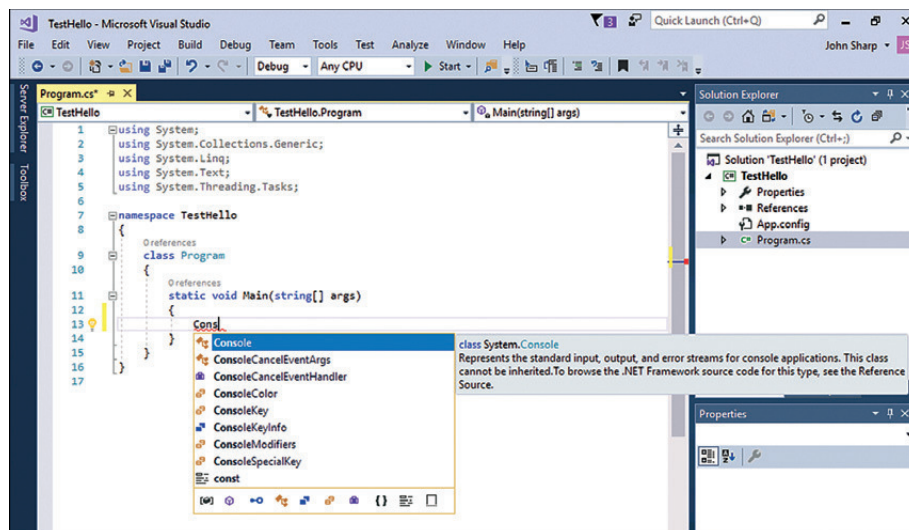 TestHello - Microsoft Visual Studio
3
Quick Launch (Ctrl+Q)
File Edit View Project Build Debug Team Tools Test Analyze Window Help
John Sharp
JS
Debug Any CPU Start
Server Explorer
Toolbox
Program.cs*
TestHello TestHello.Program Main(string[] args)
1 using System;
2 using System.Collections.Generic;
3 using System.Linq;
4 using System.Text;
5 using System.Threading.Tasks;
6
7 namespace TestHello
8 {
0 references
9 class Program
10 {
0 references
11 static void Main(string[] args)
12 {
13 Cons
14 }
15 }
16 }
17
Console
ConsoleCancelEventArgs
ConsoleCancelEventHandler
ConsoleColor
ConsoleKey
ConsoleKeyInfo
ConsoleModifiers
ConsoleSpecialKey
const
class System.Console
Represents the standard input, output, and error streams for console applications. This class
cannot be inherited.To browse the .NET Framework source code for this type, see the Reference
Source.
Solution Explorer
Search Solution Explorer (Ctrl+;)
Solution 'TestHello' (1 project)
C# TestHello
Properties
References
App.config
C# Program.cs
Properties